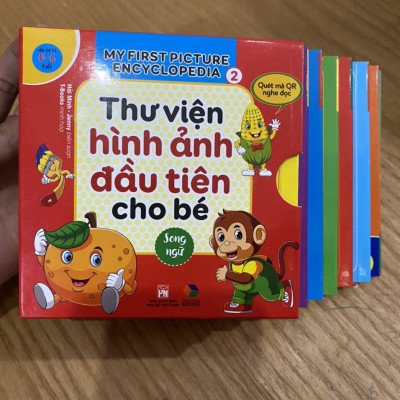 MY FIRST PICTURE
ENCYCLOPEDIA 2
Quét mã QR
nghe đọc
Thư viện
hình ảnh
đầu tiên
cho bé
Song
ngữ